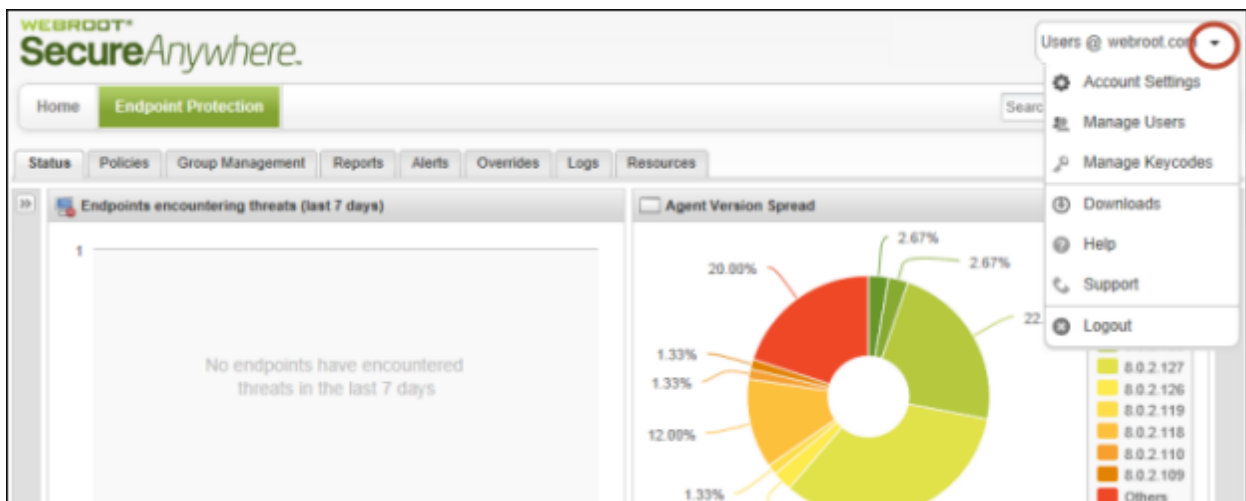 WEBROOT®
SecureAnywhere.
Users @ webroot.com
Home
Endpoint Protection
Searc
Account Settings
Manage Users
Manage Keycodes
Downloads
Help
Support
Logout
Status
Policies
Group Management
Reports
Alerts
Overrides
Logs
Resources
Endpoints encountering threats (last 7 days)
1
No endpoints have encountered
threats in the last 7 days
Agent Version Spread
2.67%
2.67%
20.00%
22.
1.33%
1.33%
12.00%
1.33%
8.0.2.127
8.0.2.126
8.0.2.119
8.0.2.118
8.0.2.110
8.0.2.109
Others